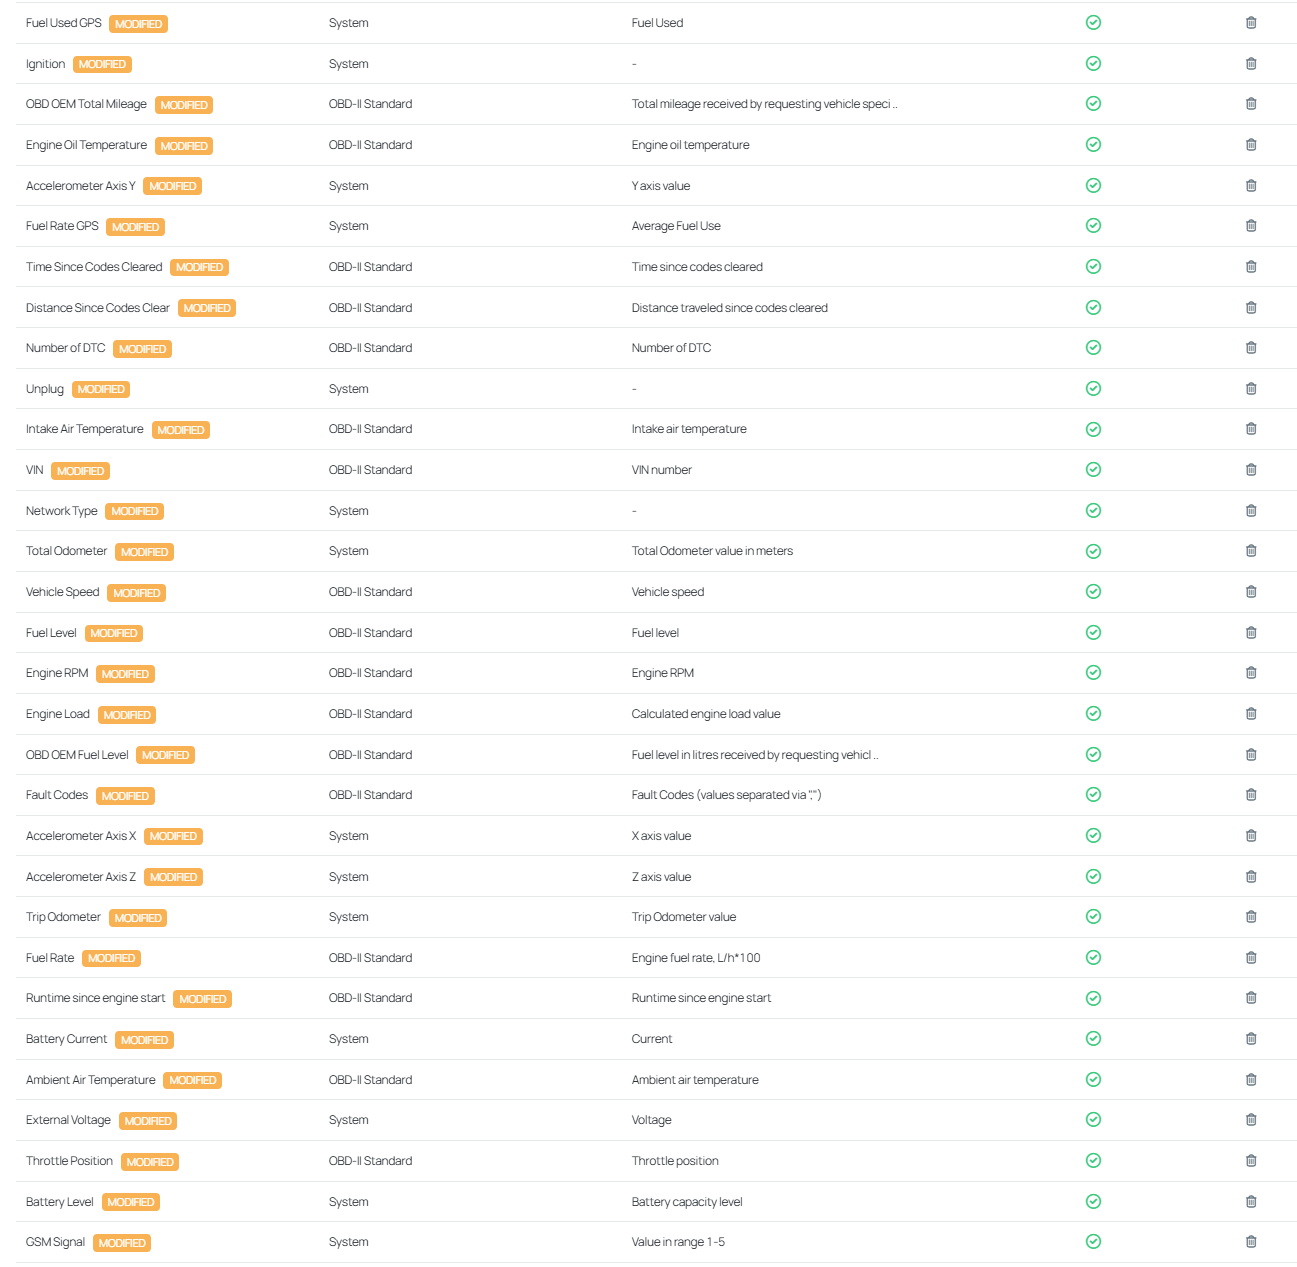 Fuel Used GPS MODIFIED System Fuel Used
Ignition MODIFIED System -
OBD OEM Total Mileage MODIFIED OBD-II Standard Total mileage received by requesting vehicle speci ..
Engine Oil Temperature MODIFIED OBD-II Standard Engine oil temperature
Accelerometer Axis Y MODIFIED System Y axis value
Fuel Rate GPS MODIFIED System Average Fuel Use
Time Since Codes Cleared MODIFIED OBD-II Standard Time since codes cleared
Distance Since Codes Clear MODIFIED OBD-II Standard Distance traveled since codes cleared
Number of DTC MODIFIED OBD-II Standard Number of DTC
Unplug MODIFIED System -
Intake Air Temperature MODIFIED OBD-II Standard Intake air temperature
VIN MODIFIED OBD-II Standard VIN number
Network Type MODIFIED System -
Total Odometer MODIFIED System Total Odometer value in meters
Vehicle Speed MODIFIED OBD-II Standard Vehicle speed
Fuel Level MODIFIED OBD-II Standard Fuel level
Engine RPM MODIFIED OBD-II Standard Engine RPM
Engine Load MODIFIED OBD-II Standard Calculated engine load value
OBD OEM Fuel Level MODIFIED OBD-II Standard Fuel level in litres received by requesting vehicl ..
Fault Codes MODIFIED OBD-II Standard Fault Codes (values separated via ",")
Accelerometer Axis X MODIFIED System X axis value
Accelerometer Axis Z MODIFIED System Z axis value
Trip Odometer MODIFIED System Trip Odometer value
Fuel Rate MODIFIED OBD-II Standard Engine fuel rate, L/h*100
Runtime since engine start MODIFIED OBD-II Standard Runtime since engine start
Battery Current MODIFIED System Current
Ambient Air Temperature MODIFIED OBD-II Standard Ambient air temperature
External Voltage MODIFIED System Voltage
Throttle Position MODIFIED OBD-II Standard Throttle position
Battery Level MODIFIED System Battery capacity level
GSM Signal MODIFIED System Value in range 1-5